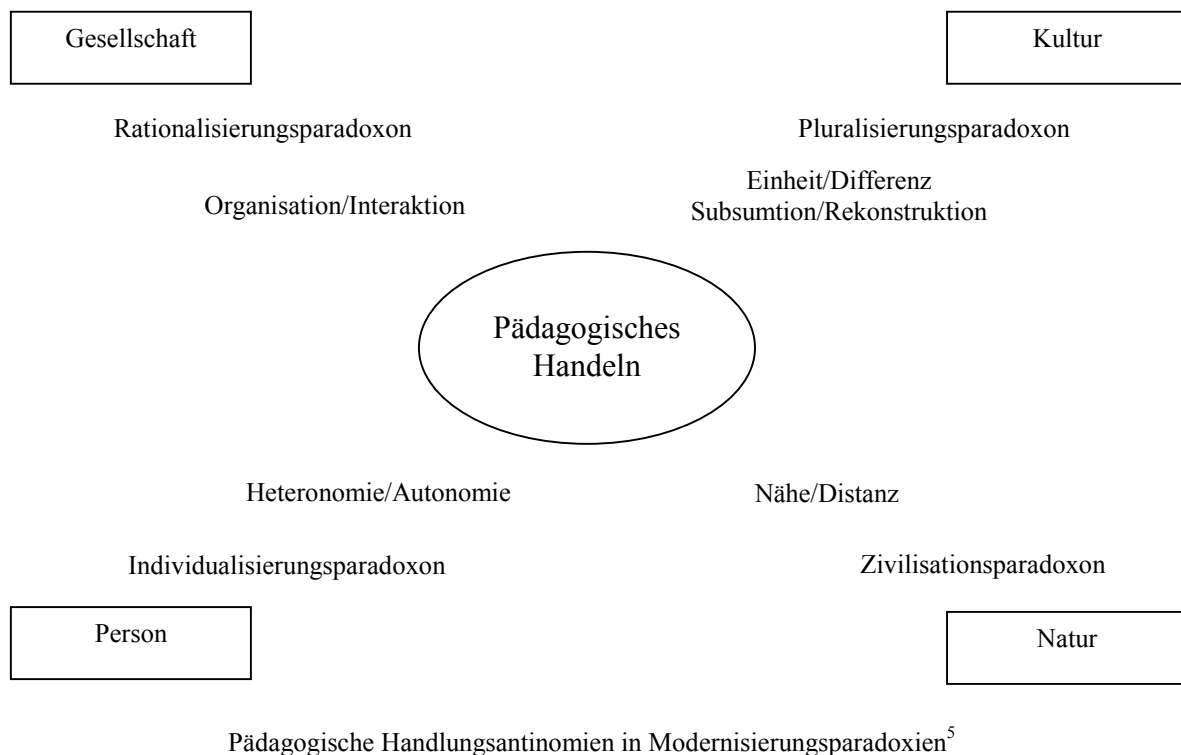 Gesellschaft
Kultur
Rationalisierungsparadoxon
Pluralisierungsparadoxon
Organisation/Interaktion
Einheit/Differenz
Subsumtion/Rekonstruktion
Pädagogisches
Handeln
Heteronomie/Autonomie
Nähe/Distanz
Individualisierungsparadoxon
Zivilisationsparadoxon
Person
Natur
Pädagogische Handlungsantinomien in Modernisierungsparadoxien⁵